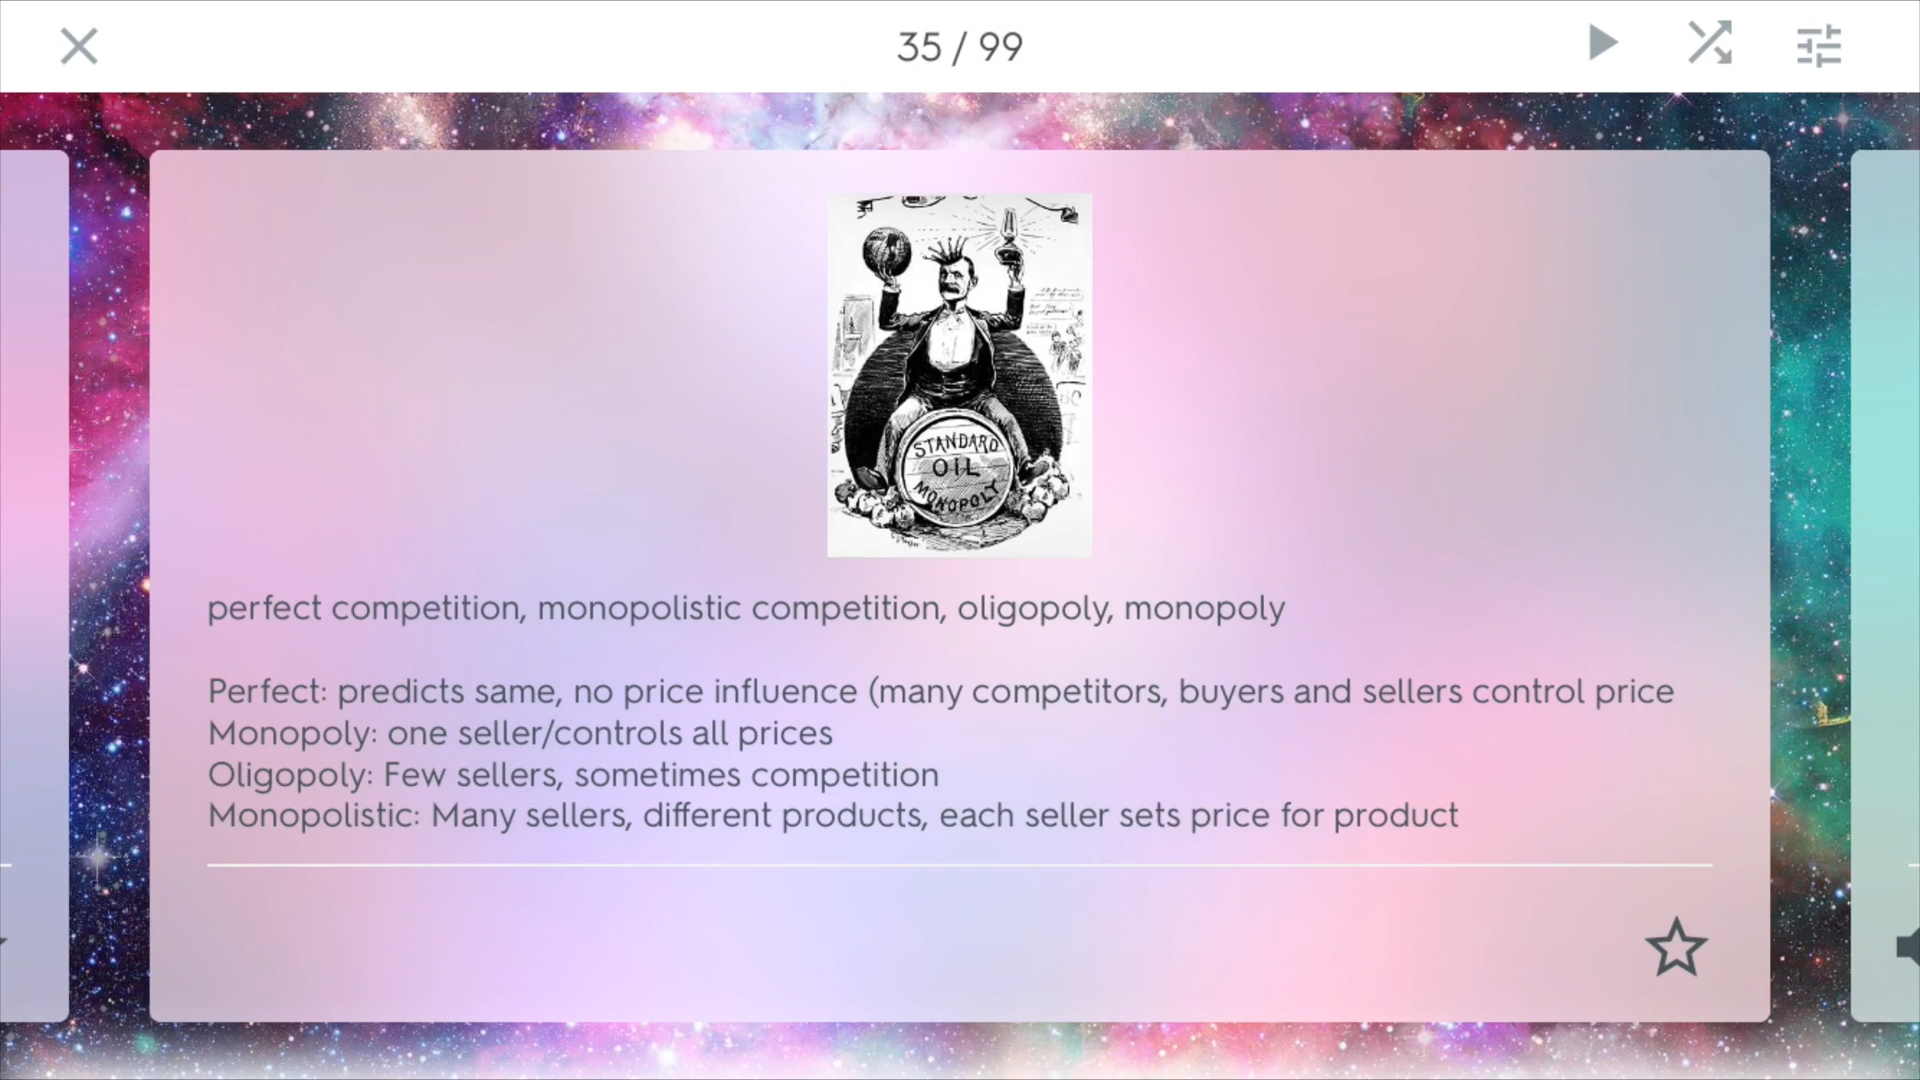 35 / 99
STANDARD
OIL
MONOPOLY
perfect competition, monopolistic competition, oligopoly, monopoly
Perfect: predicts same, no price influence (many competitors, buyers and sellers control price
Monopoly: one seller/controls all prices
Oligopoly: Few sellers, sometimes competition
Monopolistic: Many sellers, different products, each seller sets price for product